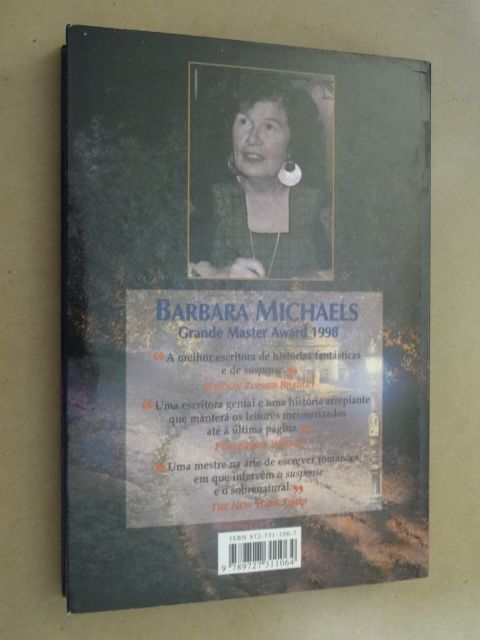 BARBARA MICHAELS
Grande Master Award 1998
“A melhor escritora de histórias fantásticas
e de suspense.”
MARION ZIMMER BRADLEY
“Uma escritora genial e uma história arrepiante
que manterá os leitores mesmerizados
até à última página.”
PUBLISHERS WEEKLY
“Uma mestre na arte de escrever romances
em que intervêm o suspense
e o sobrenatural.”
THE NEW YORK TIMES
ISBN 972-731-106-7
9 789727 311064